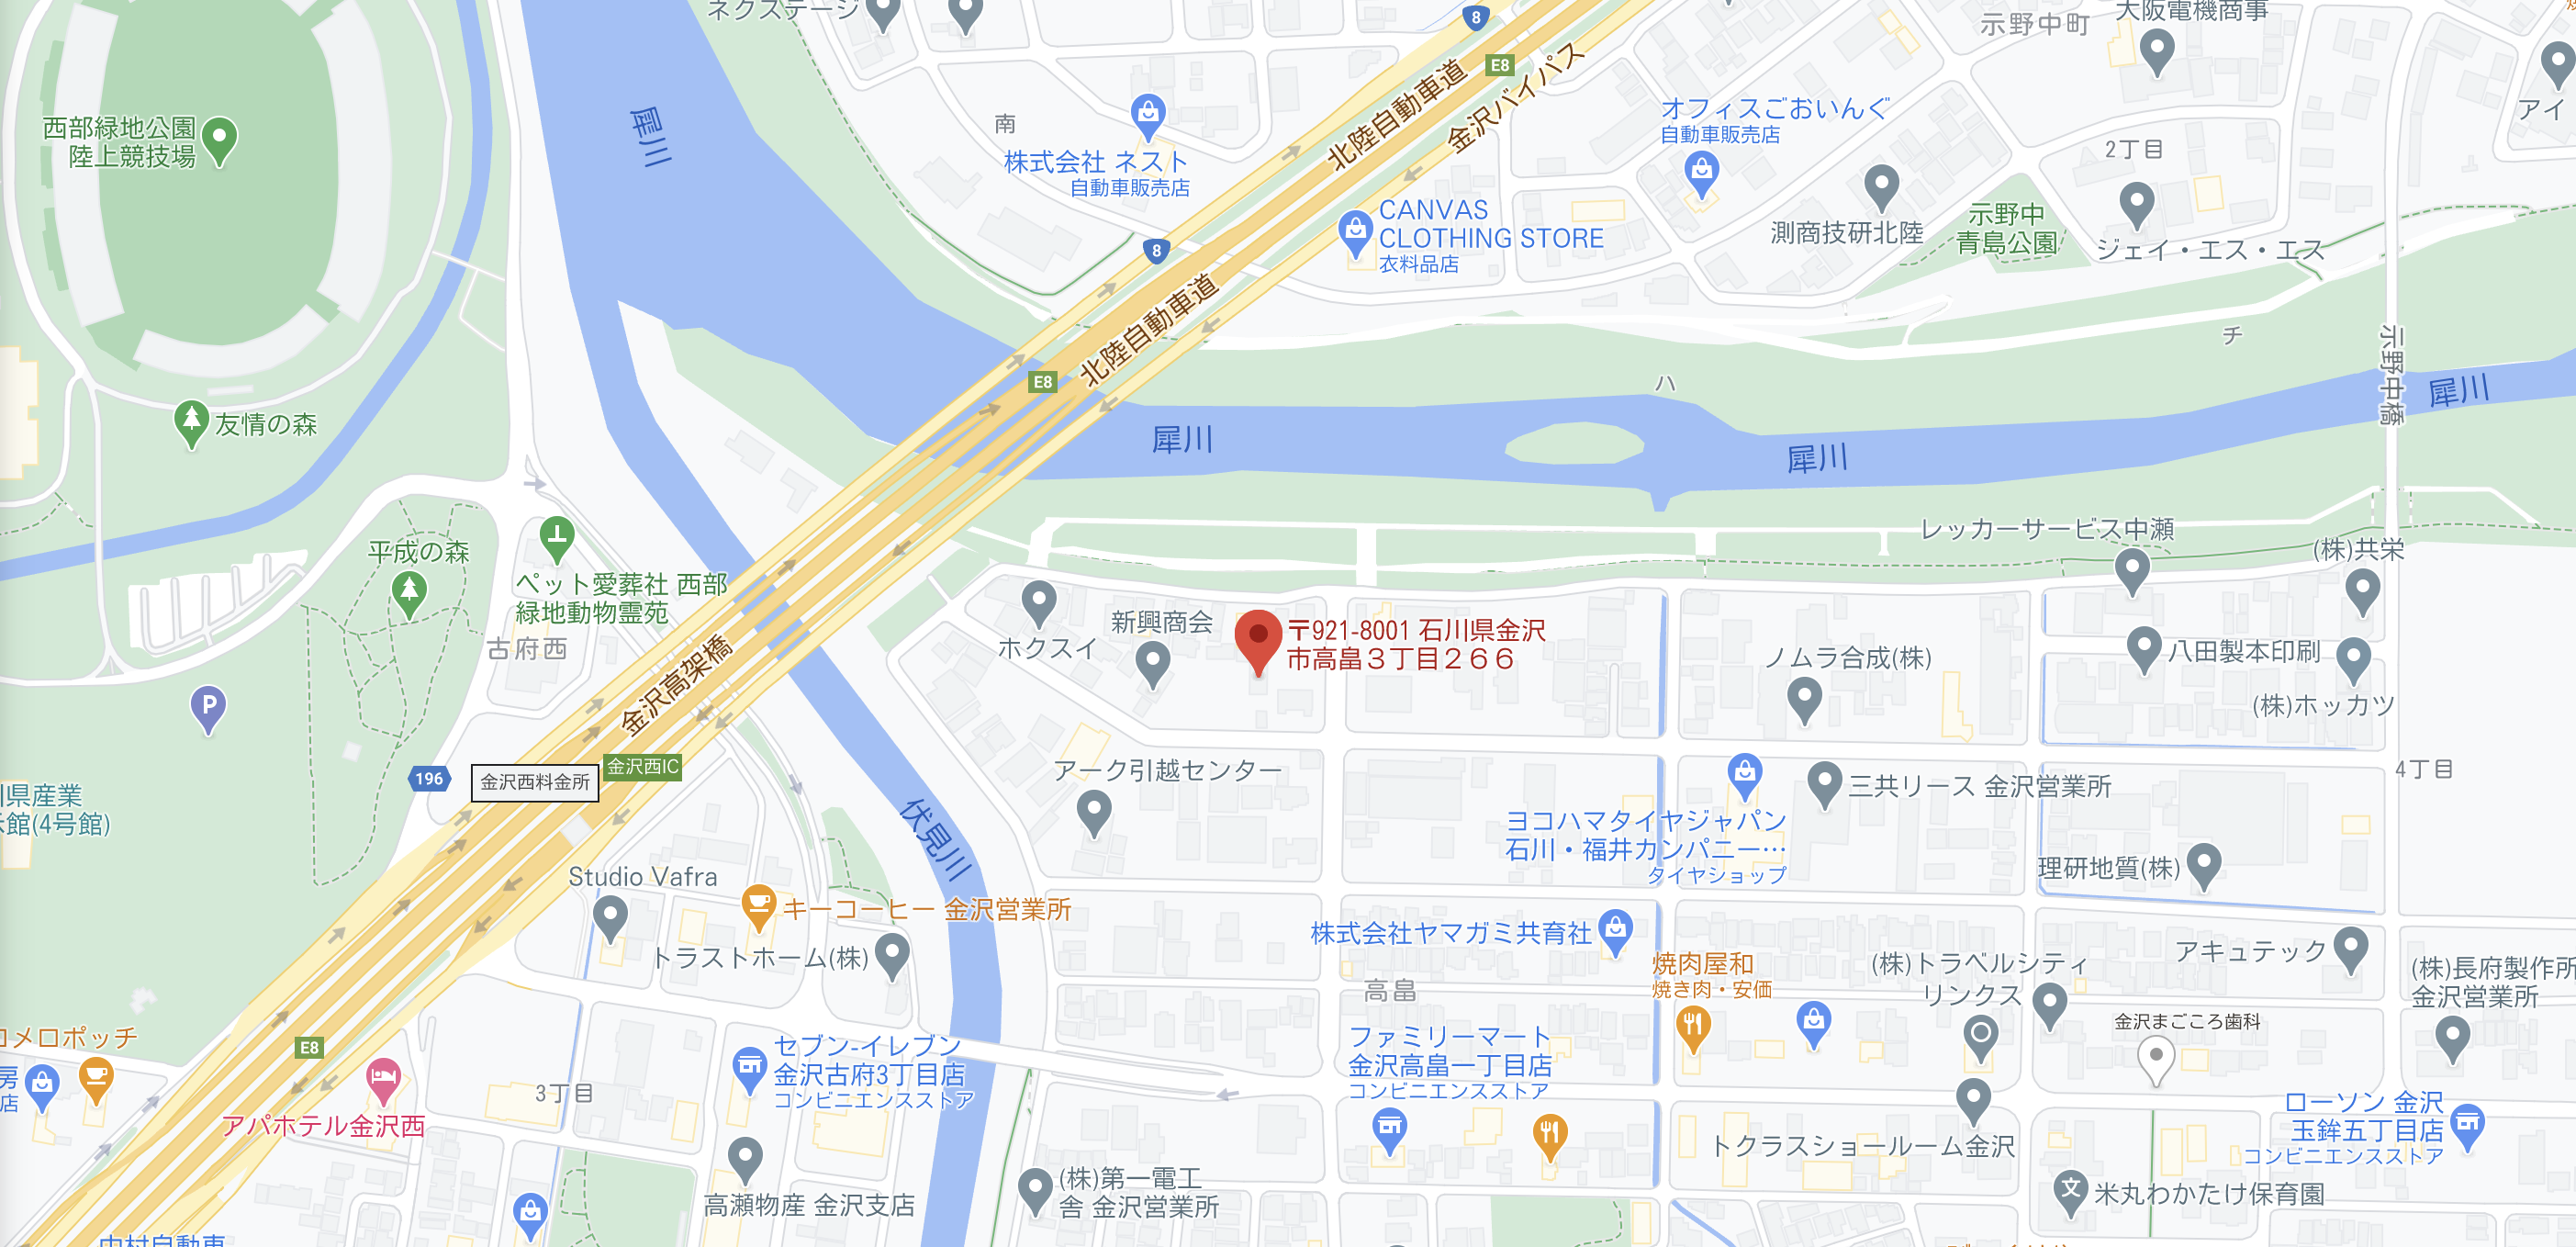 ネクステージ
8
示野中町
大阪電機商事
E8
北陸自動車道
金沢バイパス
アイ
西部緑地公園
陸上競技場
犀川
南
株式会社 ネスト
自動車販売店
オフィスごおいんぐ
自動車販売店
2丁目
測商技研北陸
示野中
青島公園
ジェイ・エス・エス
CANVAS
CLOTHING STORE
衣料品店
8
北陸自動車道
E8
チ
示野中橋
ハ
犀川
犀川
犀川
友情の森
平成の森
ペット愛葬社 西部
緑地動物霊苑
古府西
P
レッカーサービス中瀬
(株)共栄
新興商会
ホクスイ
〒921-8001 石川県金沢
市高畠3丁目266
ノムラ合成(株)
八田製本印刷
(株)ホッカツ
金沢高架橋
196
金沢西料金所
金沢西IC
アーク引越センター
三共リース 金沢営業所
4丁目
県産業
館(4号館)
ヨコハマタイヤジャパン
石川・福井カンパニー…
タイヤショップ
理研地質(株)
伏見川
Studio Vafra
キーコーヒー 金沢営業所
トラストホーム(株)
株式会社ヤマガミ共育社
焼肉屋和
焼き肉・安価
(株)トラベルシティ
リンクス
アキュテック
(株)長府製作所
金沢営業所
高畠
金沢まごころ歯科
コメロポッチ
E8
房
店
アパホテル金沢西
3丁目
セブン-イレブン
金沢古府3丁目店
コンビニエンスストア
ファミリーマート
金沢高畠一丁目店
コンビニエンスストア
ローソン 金沢
玉鉾五丁目店
コンビニエンスストア
トクラスショールーム金沢
高瀬物産 金沢支店
(株)第一電工
舎 金沢営業所
文
米丸わかたけ保育園
中村自動車